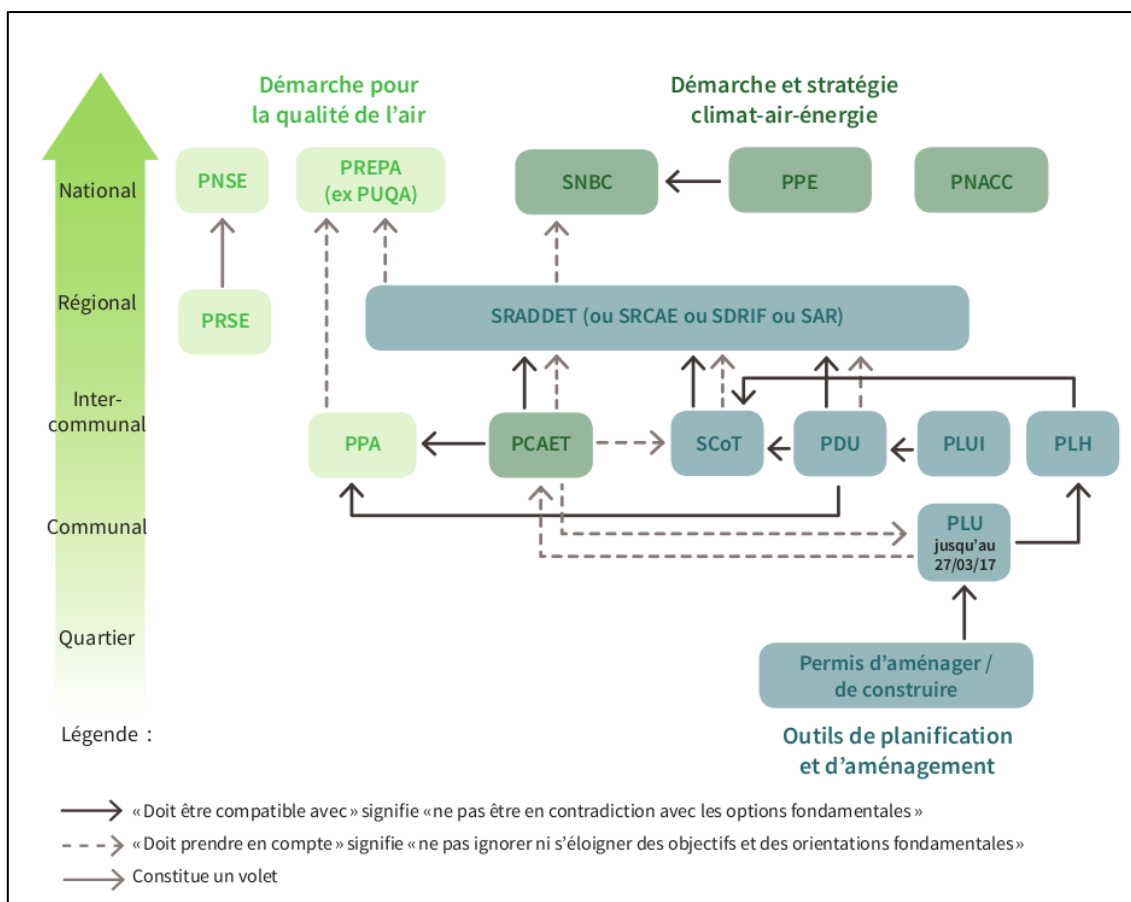 Démarche pour
la qualité de l'air
Démarche et stratégie
climat-air-énergie
National
PNSE
PREPA
(ex PUQA)
SNBC
PPE
PNACC
Régional
PRSE
SRADDET (ou SRCAE ou SDRIF ou SAR)
Inter-
communal
PPA
PCAET
SCoT
PDU
PLUI
PLH
Communal
PLU
jusqu'au
27/03/17
Quartier
Permis d'aménager /
de construire
Légende :
Outils de planification
et d'aménagement
« Doit être compatible avec » signifie « ne pas être en contradiction avec les options fondamentales »
« Doit prendre en compte » signifie « ne pas ignorer ni s'éloigner des objectifs et des orientations fondamentales »
Constitue un volet